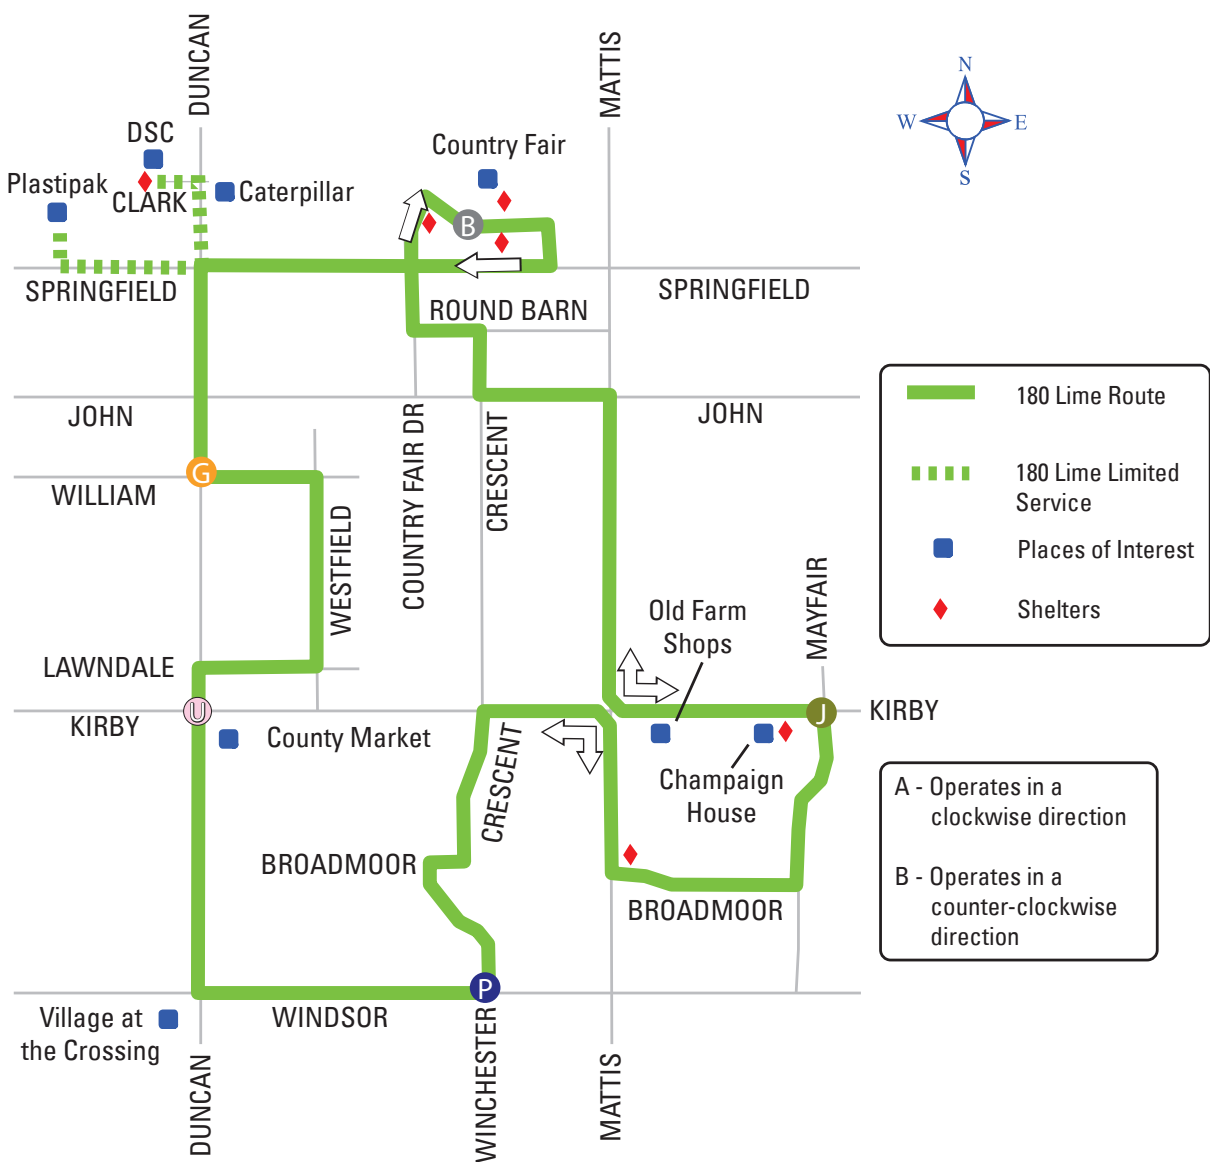 DUNCAN
MATTIS
N
W
E
S
DSC
Country Fair
Plastipak
CLARK
Caterpillar
B
SPRINGFIELD
SPRINGFIELD
ROUND BARN
JOHN
JOHN
COUNTRY FAIR DR
CRESCENT
G
WILLIAM
WESTFIELD
MAYFAIR
Old Farm
Shops
LAWNDALE
U
KIRBY
J
KIRBY
County Market
CRESCENT
Champaign
House
BROADMOOR
BROADMOOR
P
WINDSOR
Village at
the Crossing
DUNCAN
WINCHESTER
MATTIS
180 Lime Route
180 Lime Limited
Service
Places of Interest
Shelters
A - Operates in a
clockwise direction
B - Operates in a
counter-clockwise
direction